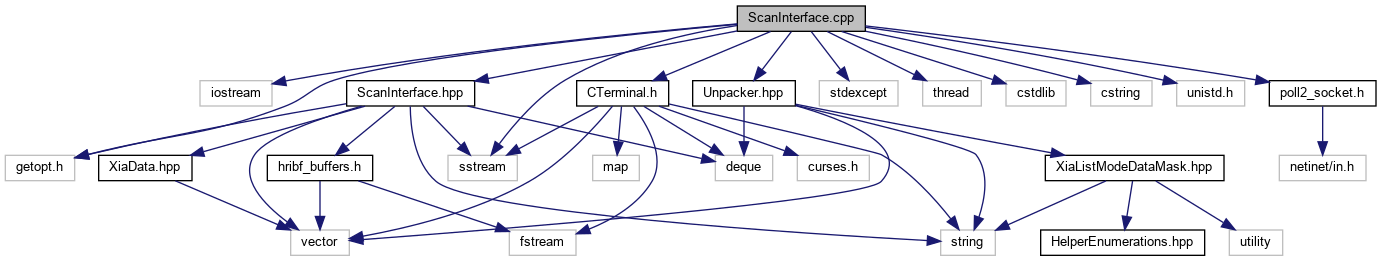 ScanInterface.cpp
iostream
ScanInterface.hpp
CTerminal.h
Unpacker.hpp
stdexcept
thread
cstdlib
cstring
unistd.h
poll2_socket.h
getopt.h
XiaData.hpp
hribf_buffers.h
sstream
map
deque
curses.h
XiaListModeDataMask.hpp
netinet/in.h
vector
fstream
string
HelperEnumerations.hpp
utility